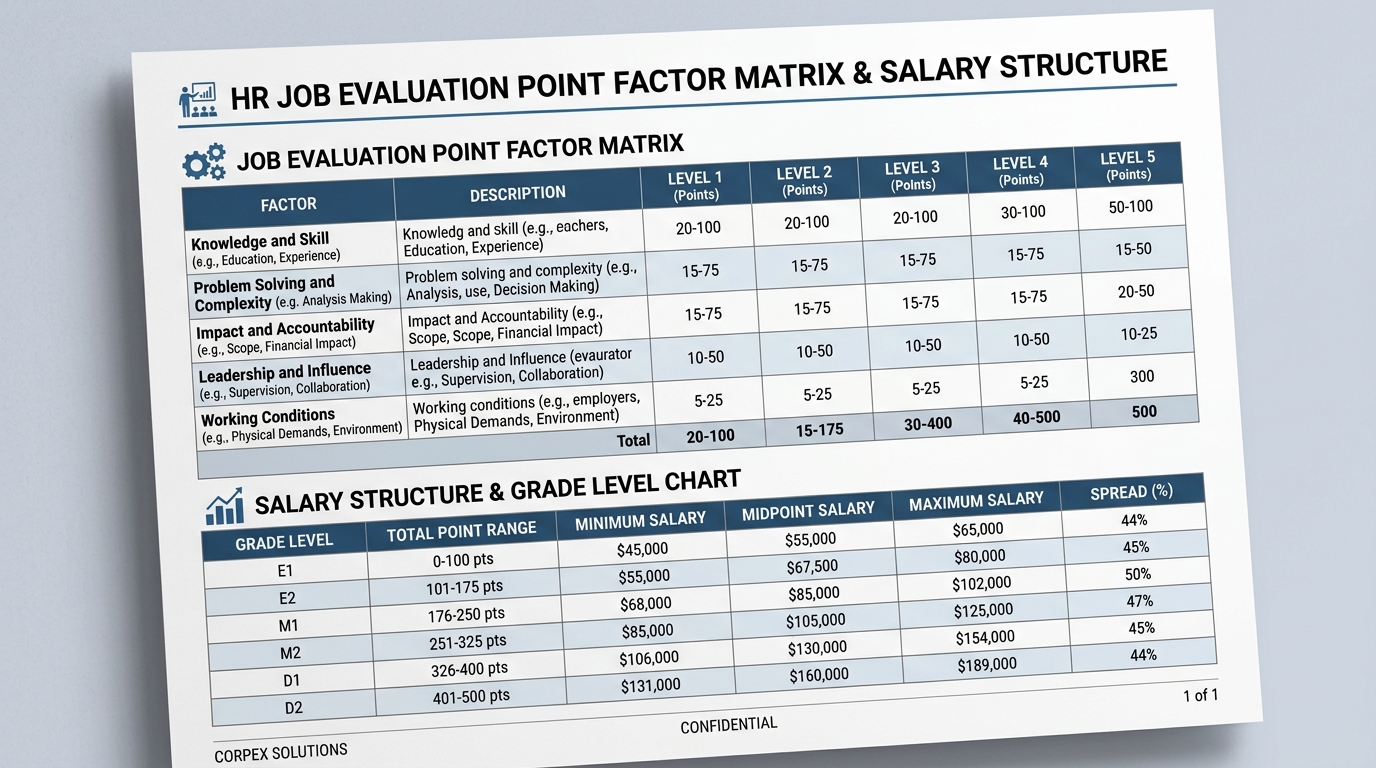 HR JOB EVALUATION POINT FACTOR MATRIX & SALARY STRUCTURE
JOB EVALUATION POINT FACTOR MATRIX
FACTOR DESCRIPTION LEVEL 1 (Points) LEVEL 2 (Points) LEVEL 3 (Points) LEVEL 4 (Points) LEVEL 5 (Points)
Knowledge and Skill (e.g., Education, Experience) Knowledg and skill (e.g., eachers, Education, Experience) 20-100 20-100 20-100 30-100 50-100
Problem Solving and Complexity (e.g. Analysis Making) Problem solving and complexity (e.g., Analysis, use, Decision Making) 15-75 15-75 15-75 15-75 15-50
Impact and Accountability (e.g., Scope, Financial Impact) Impact and Accountability (e.g., Scope, Scope, Financial Impact) 15-75 15-75 15-75 15-75 20-50
Leadership and Influence (e.g., Supervision, Collaboration) Leadership and Influence (evaurator e.g., Supervision, Collaboration) 10-50 10-50 10-50 10-50 10-25
Working Conditions (e.g., Physical Demands, Environment) Working conditions (e.g., employers, Physical Demands, Environment) 5-25 5-25 5-25 5-25 300
Total 20-100 15-175 30-400 40-500 500
SALARY STRUCTURE & GRADE LEVEL CHART
GRADE LEVEL TOTAL POINT RANGE MINIMUM SALARY MIDPOINT SALARY MAXIMUM SALARY SPREAD (%)
E1 0-100 pts $45,000 $55,000 $65,000 44%
E2 101-175 pts $55,000 $67,500 $80,000 45%
M1 176-250 pts $68,000 $85,000 $102,000 50%
M2 251-325 pts $85,000 $105,000 $125,000 47%
D1 326-400 pts $106,000 $130,000 $154,000 45%
D2 401-500 pts $131,000 $160,000 $189,000 44%
CORPEX SOLUTIONS CONFIDENTIAL 1 of 1